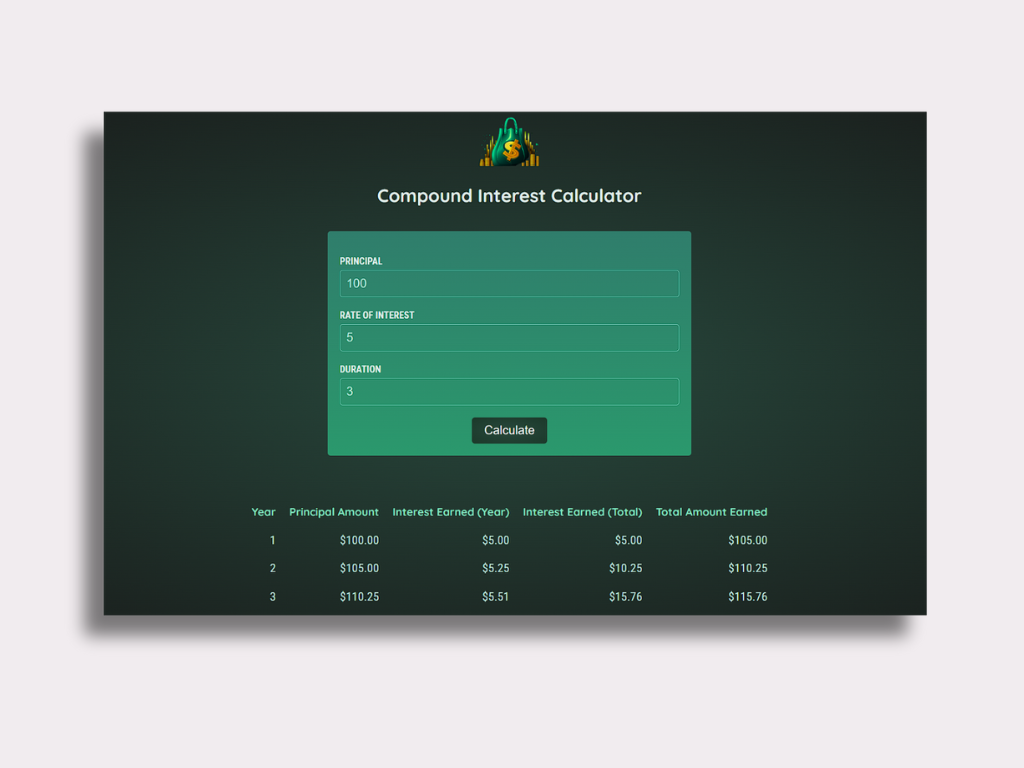 $
Compound Interest Calculator
PRINCIPAL
100
RATE OF INTEREST
5
DURATION
3
Calculate
Year Principal Amount Interest Earned (Year) Interest Earned (Total) Total Amount Earned
1 $100.00 $5.00 $5.00 $105.00
2 $105.00 $5.25 $10.25 $110.25
3 $110.25 $5.51 $15.76 $115.76